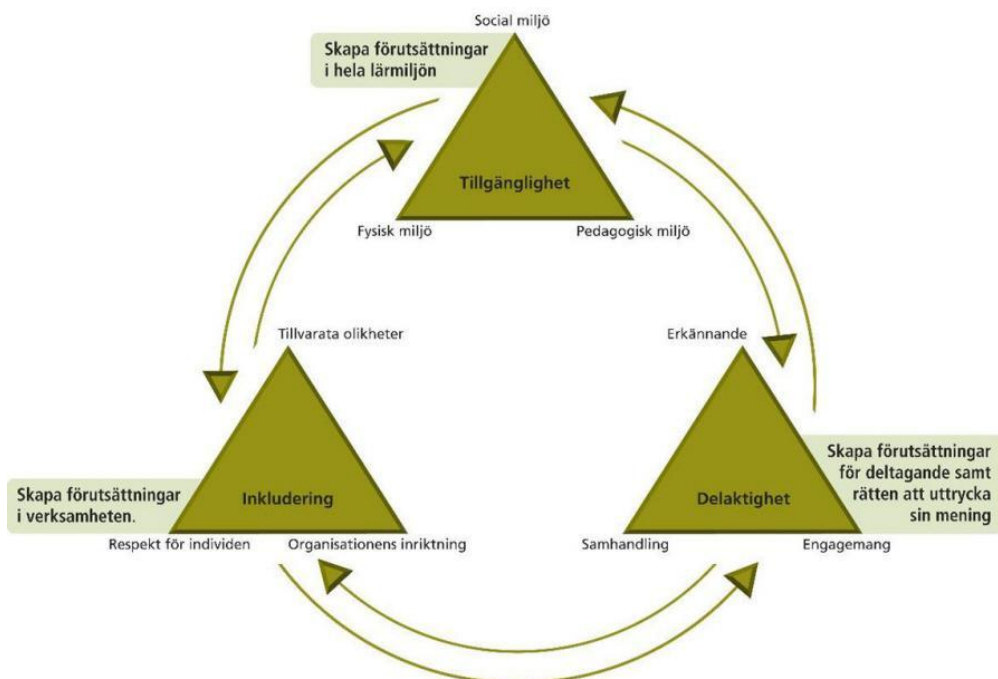 Social miljö
Skapa förutsättningar
i hela lärmiljön
Tillgänglighet
Fysisk miljö
Pedagogisk miljö
Tillvarata olikheter
Erkännande
Skapa förutsättningar
i verksamheten.
Inkludering
Respekt för individen
Organisationens inriktning
Delaktighet
Skapa förutsättningar
för deltagande samt
rätten att uttrycka
sin mening
Samhandling
Engagemang